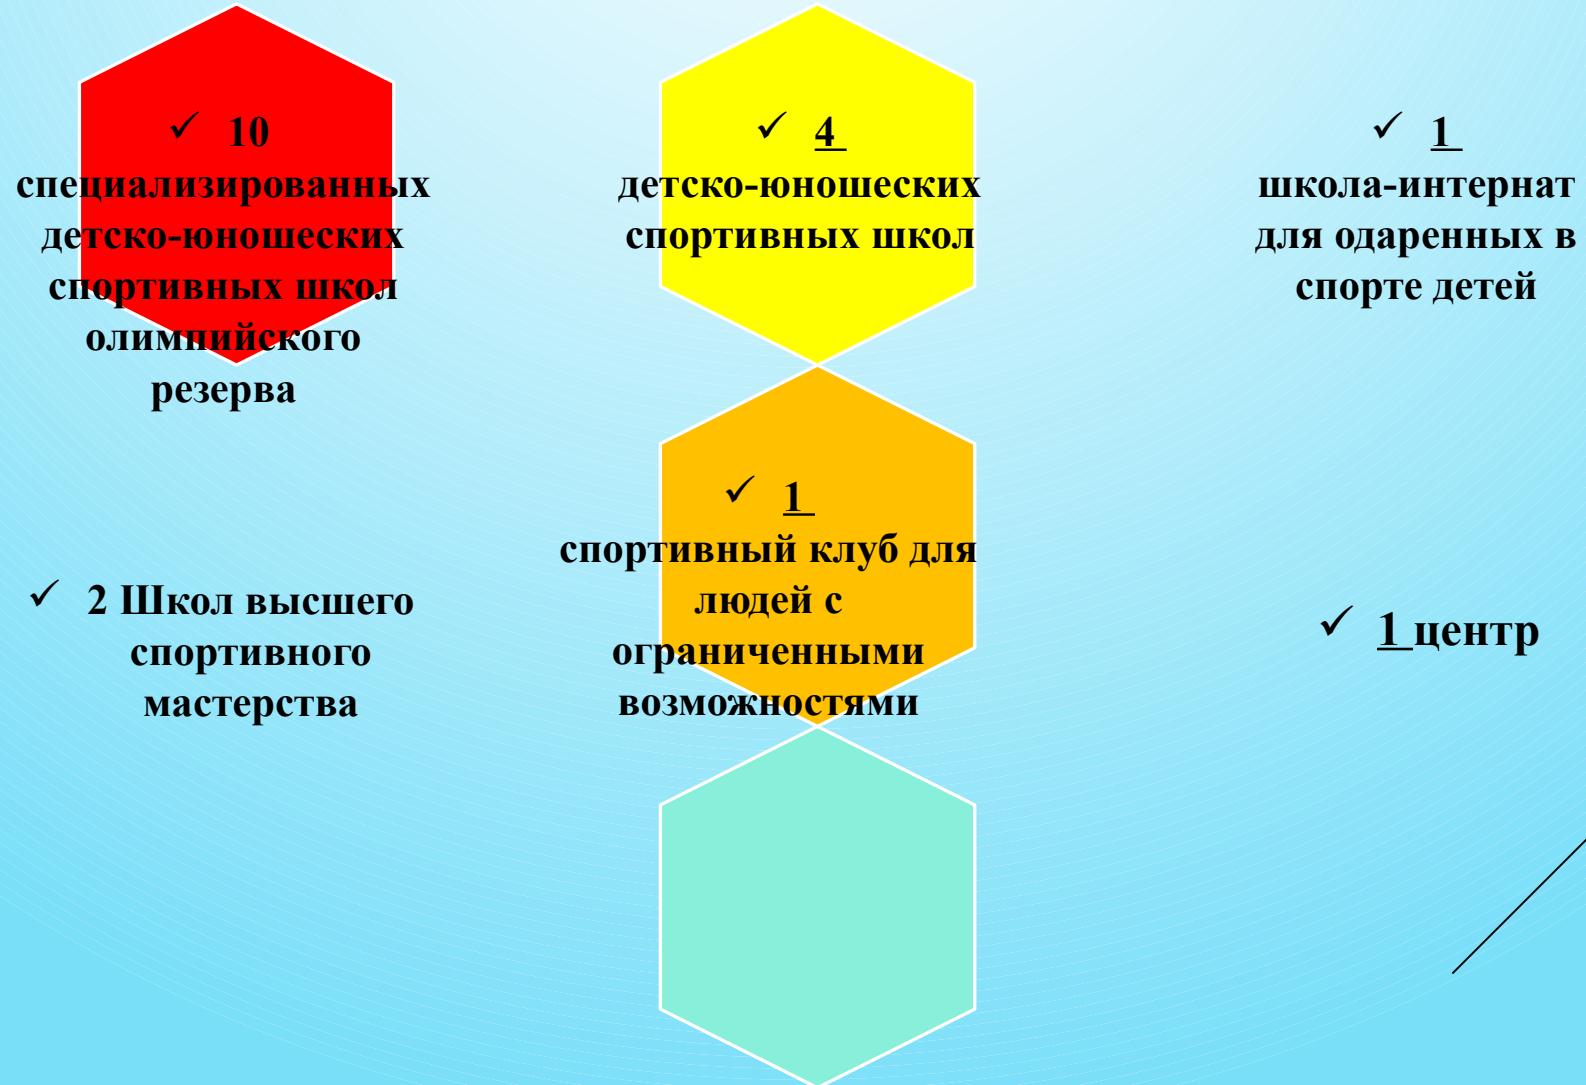 ✓ 10
специализированных
детско-юношеских
спортивных школ
олимпийского
резерва
✓ 4
детско-юношеских
спортивных школ
✓ 1
школа-интернат
для одаренных в
спорте детей
✓ 2 Школ высшего
спортивного
мастерства
✓ 1
спортивный клуб для
людей с
ограниченными
возможностями
✓ 1 центр